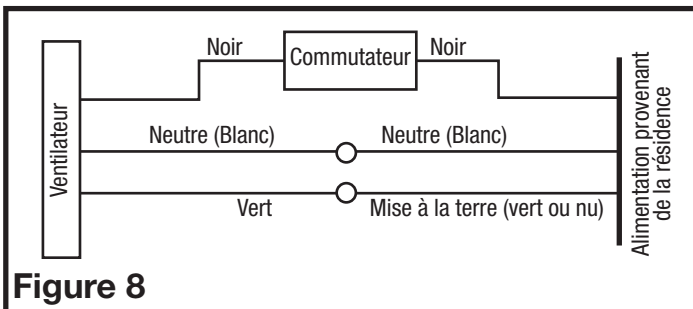 Noir
Commutateur
Noir
Ventilateur
Neutre (Blanc)
Neutre (Blanc)
Vert
Mise à la terre (vert ou nu)
Alimentation provenant
de la résidence
Figure 8